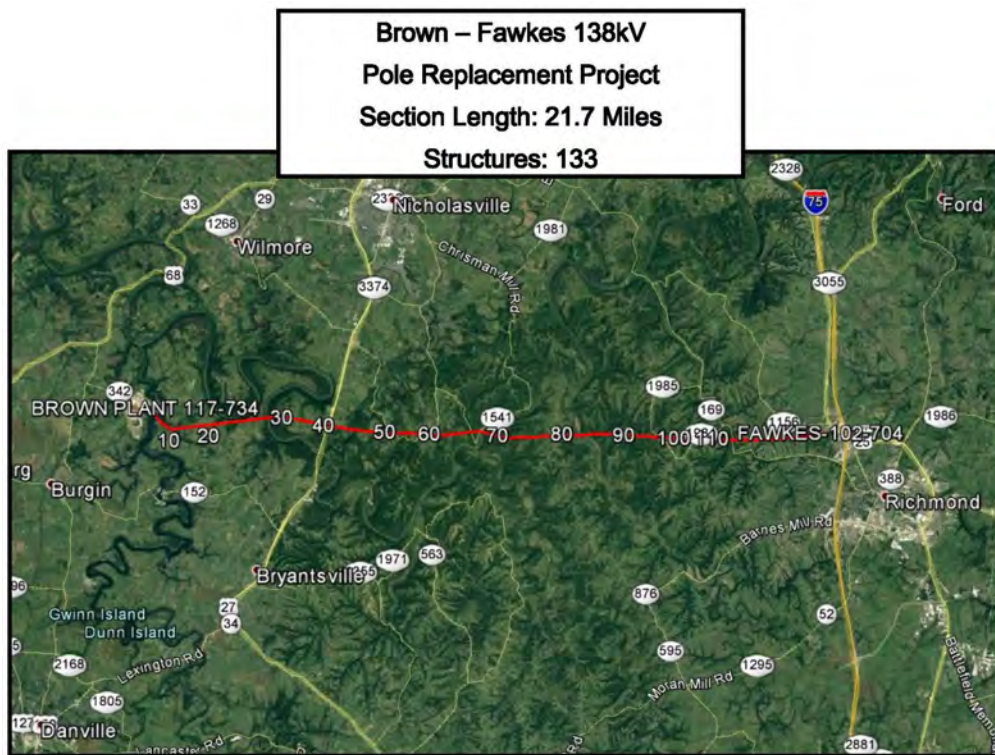 Brown – Fawkes 138kV
Pole Replacement Project
Section Length: 21.7 Miles
Structures: 133
2328
33
29
Nicholasville
75
Ford
1268
1981
Wilmore
Chrisman Mill Rd
68
3374
3055
342
1985
BROWN PLANT 117-734
30
1541
169
1156
1986
10
20
40
50
60
70
80
90
100
110
FAWKES-102-704
25
388
Burgin
152
Richmond
Barnes Mill Rd
Bryantsville
1971
563
876
27
34
52
Gwinn Island
Dunn Island
2168
Lexington Rd
595
1295
Moran Mill Rd
1805
Danville
Lancaster Rd
2881